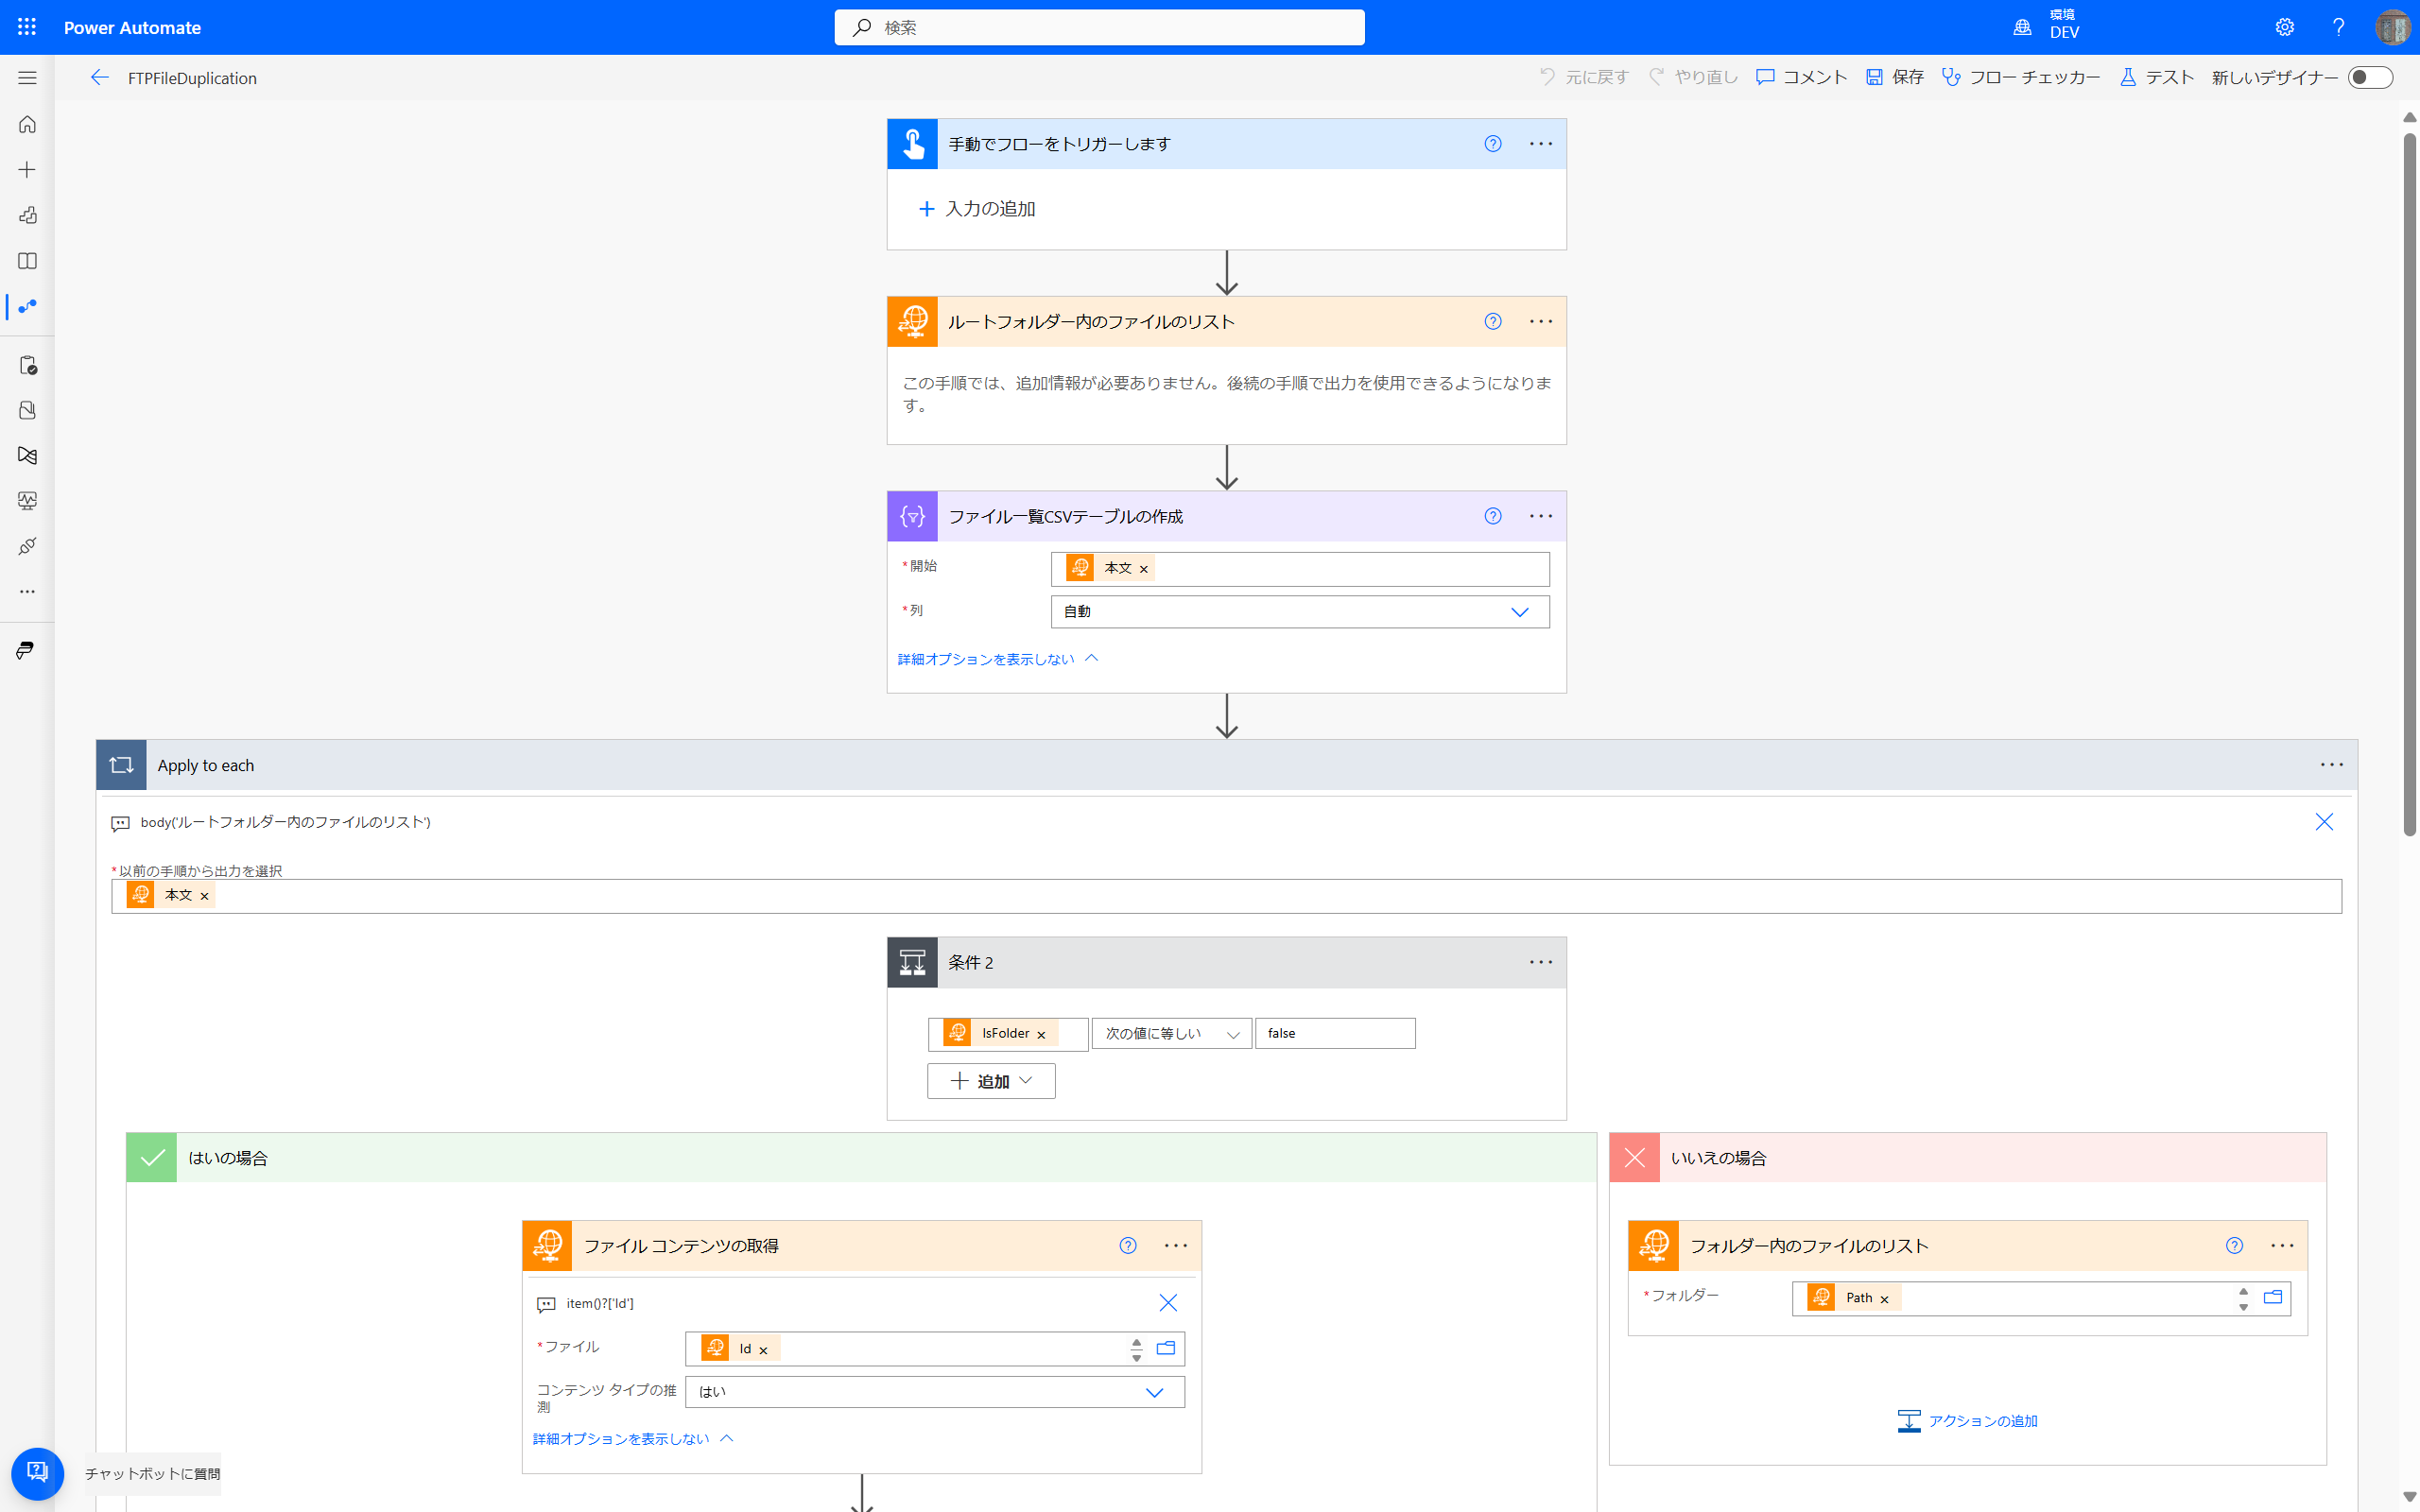 Power Automate
検索
環境
DEV
FTPFileDuplication
元に戻す
やり直し
コメント
保存
フロー チェッカー
テスト
新しいデザイナー
手動でフローをトリガーします
入力の追加
ルートフォルダー内のファイルのリスト
この手順では、追加情報が必要ありません。後続の手順で出力を使用できるようになりま
す。
ファイル一覧CSVテーブルの作成
*開始
本文
*列
自動
詳細オプションを表示しない
Apply to each
body('ルートフォルダー内のファイルのリスト')
*以前の手順から出力を選択
本文
条件 2
IsFolder
次の値に等しい
false
追加
はいの場合
いいえの場合
ファイル コンテンツの取得
item()?['Id']
*ファイル
Id
コンテンツ タイプの推
測
はい
詳細オプションを表示しない
フォルダー内のファイルのリスト
*フォルダー
Path
アクションの追加
チャットボットに質問